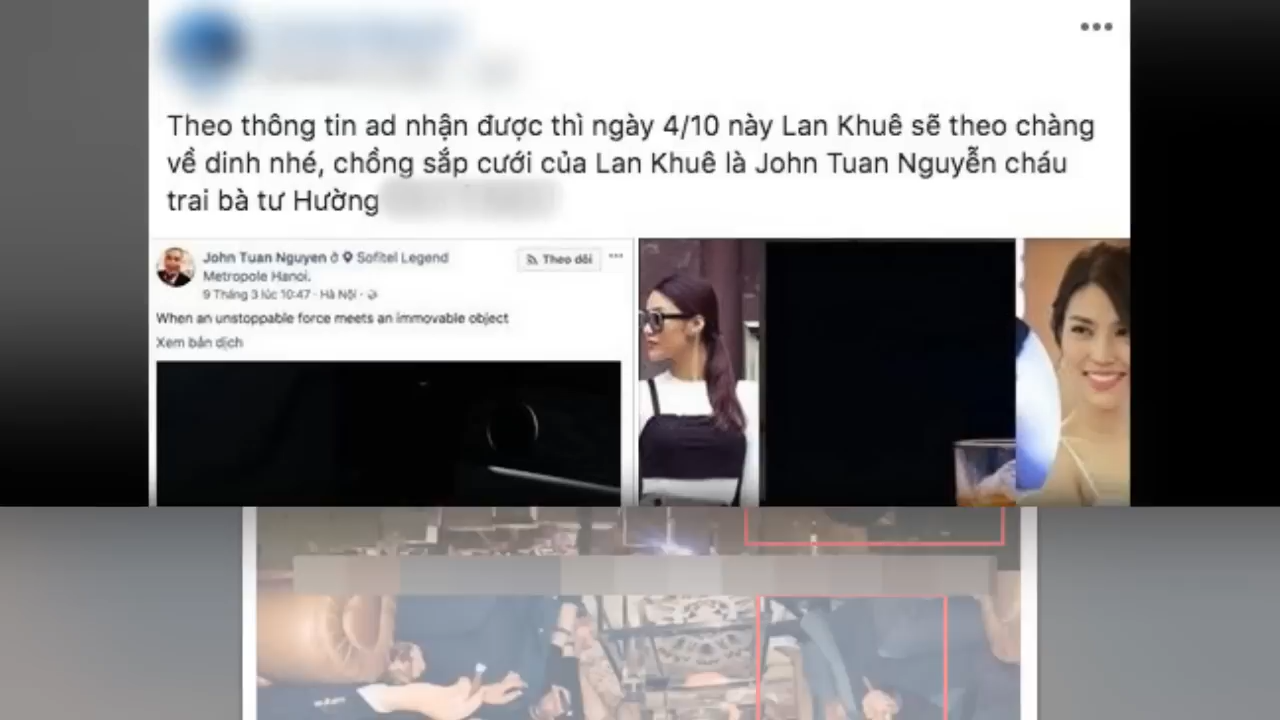 Theo thông tin ad nhận được thì ngày 4/10 này Lan Khuê sẽ theo chàng
về dinh nhé, chồng sắp cưới của Lan Khuê là John Tuan Nguyễn cháu
trai bà tư Hường
John Tuan Nguyen ở Sofitel Legend
Metropole Hanoi.
Theo dõi
9 Tháng 3 lúc 10:47 · Hà Nội ·
When an unstoppable force meets an immovable object
Xem bản dịch